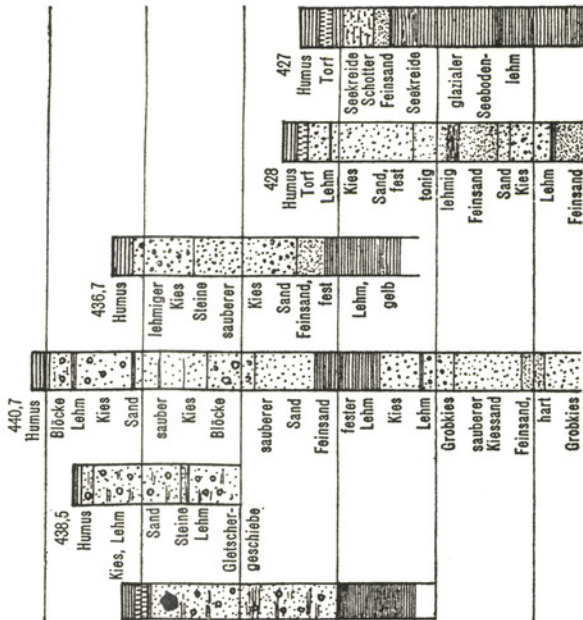 438,5
Humus
Kies, Lehm
Sand
Steine
Lehm
Gletscher-
geschiebe
440,7
Humus
Blöcke
Lehm
Kies
Sand
sauber
Kies
Blöcke
sauberer
Sand
Feinsand
fester
Lehm
Kies
Lehm
Grobkies
sauberer
Kiessand
Feinsand,
hart
Grobkies
436,7
Humus
lehmiger
Kies
Steine
sauberer
Kies
Sand
Feinsand,
fest
Lehm,
gelb
428
Humus
Torf
Lehm
Kies
Sand,
fest
tonig
lehmig
Feinsand
Sand
Kies
Lehm
Feinsand
427
Humus
Torf
Seekreide
Schotter
Feinsand
Seekreide
glazialer
Seeboden-
lehm